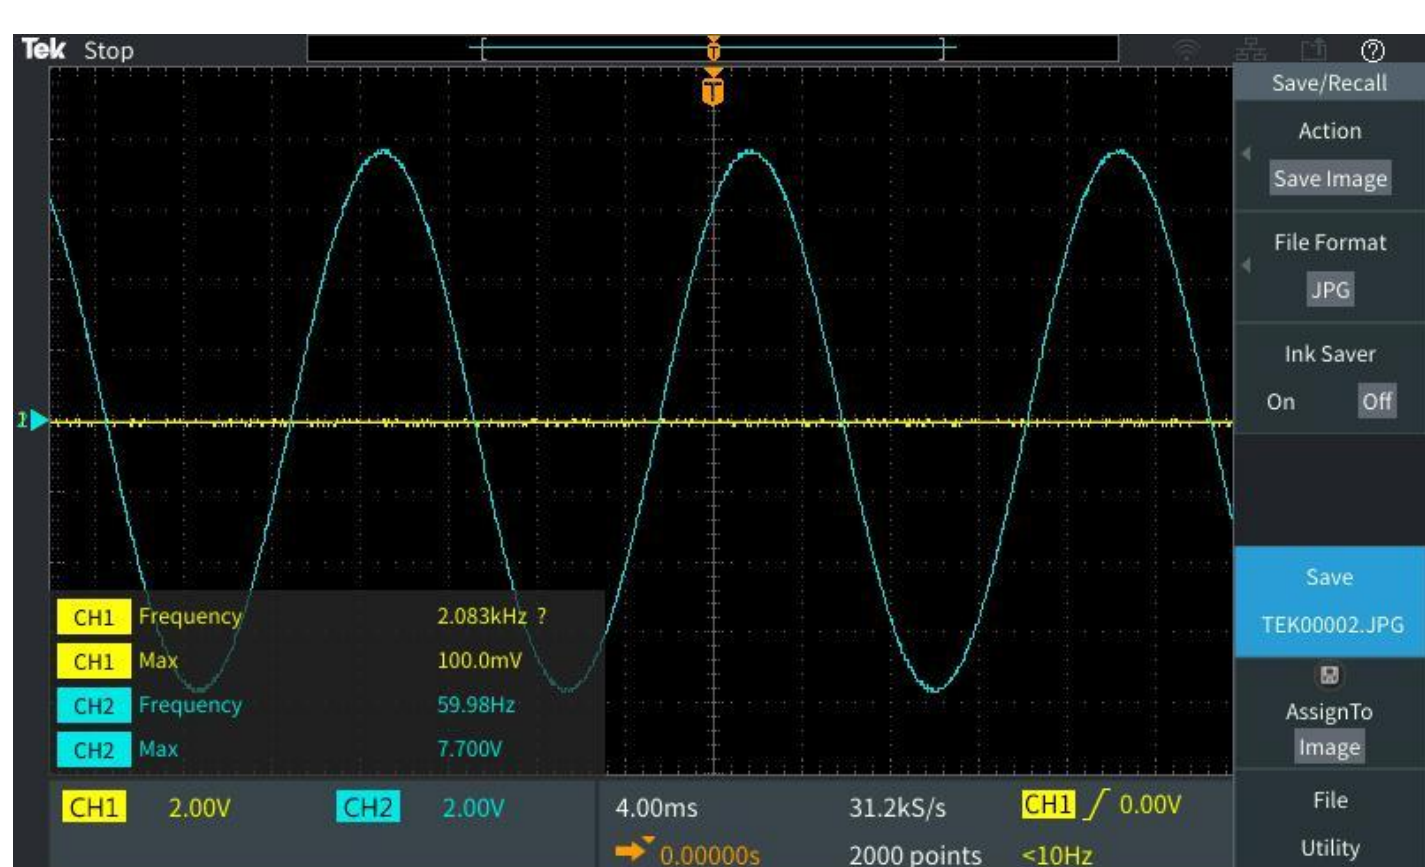 Tek Stop
T
T
Save/Recall
Action
Save Image
File Format
JPG
Ink Saver
On Off
Save
TEK00002.JPG
AssignTo
Image
File
Utility
CH1 Frequency 2.083kHz ?
CH1 Max 100.0mV
CH2 Frequency 59.98Hz
CH2 Max 7.700V
CH1 2.00V CH2 2.00V 4.00ms 31.2kS/s CH1 0.00V
0.00000s 2000 points <10Hz